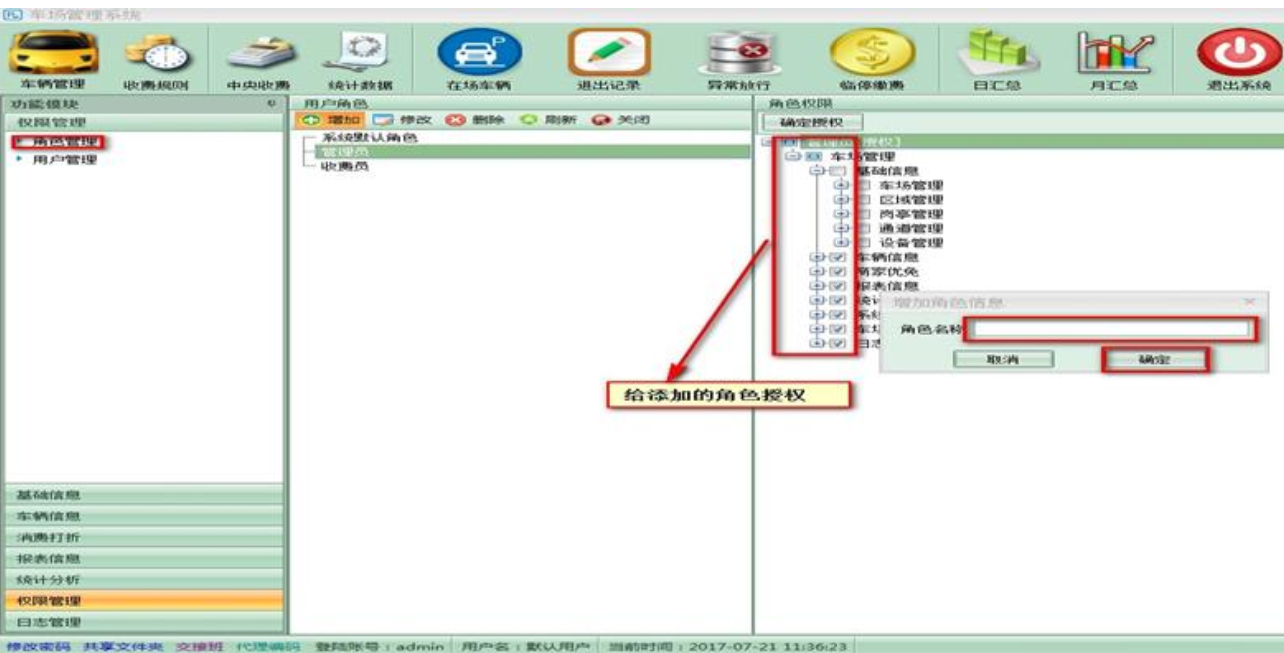 车场管理系统
车辆管理 收费规则 中央收费 统计数据 在场车辆 进出记录 异常放行 临停缴费 日汇总 月汇总 退出系统
功能模块
权限管理
角色管理
用户管理
基础信息
车辆信息
消费打折
报表信息
统计分析
权限管理
日志管理
用户角色
增加 修改 删除 刷新 关闭
系统默认角色
管理员
收费员
角色权限
确定授权
管理员[授权]
车场管理
基础信息
车场管理
区域管理
岗亭管理
通道管理
设备管理
车辆信息
商家优免
报表信息
统计
系统
车场
日志
增加角色信息
角色名称
取消 确定
给添加的角色授权
修改密码 共享文件夹 交接班 代理编码 登陆账号：admin 用户名：默认用户 当前时间：2017-07-21 11:36:23